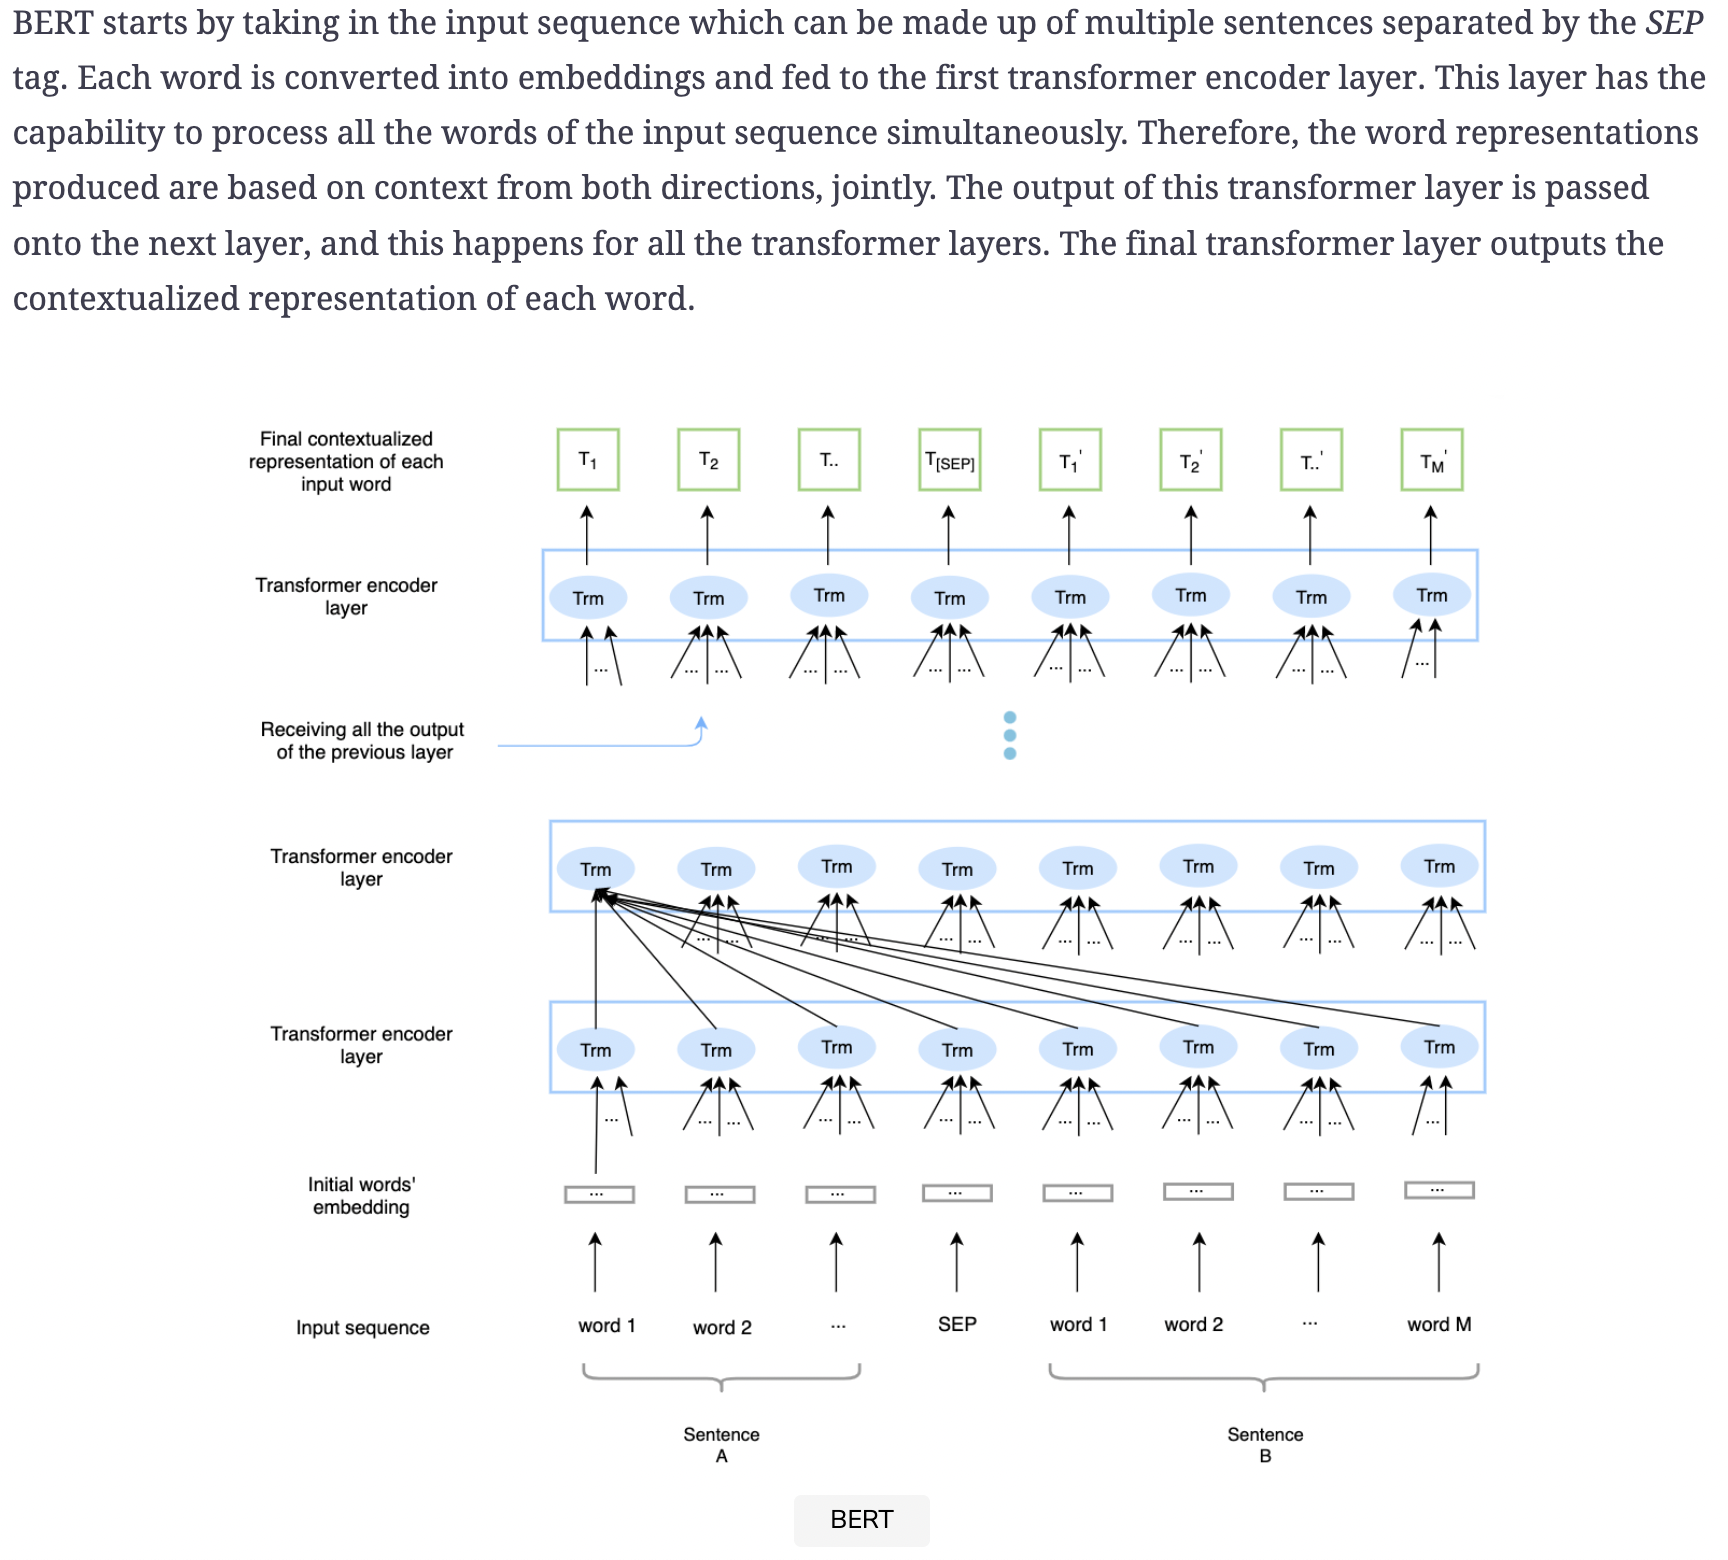 BERT starts by taking in the input sequence which can be made up of multiple sentences separated by the SEP
tag. Each word is converted into embeddings and fed to the first transformer encoder layer. This layer has the
capability to process all the words of the input sequence simultaneously. Therefore, the word representations
produced are based on context from both directions, jointly. The output of this transformer layer is passed
onto the next layer, and this happens for all the transformer layers. The final transformer layer outputs the
contextualized representation of each word.
Final contextualized
representation of each
input word
T1 T2 T.. T[SEP] T1' T2' T..' TM'
Transformer encoder
layer
Trm Trm Trm Trm Trm Trm Trm Trm
... ... ... ... ... ... ... ... ... ... ... ... ... ...
Receiving all the output
of the previous layer
Transformer encoder
layer
Trm Trm Trm Trm Trm Trm Trm Trm
... ... ... ... ... ... ... ... ... ... ... ... ... ...
Transformer encoder
layer
Trm Trm Trm Trm Trm Trm Trm Trm
... ... ... ... ... ... ... ... ... ... ... ... ... ...
Initial words'
embedding
... ... ... ... ... ... ... ...
Input sequence
word 1 word 2 ... SEP word 1 word 2 ... word M
Sentence
A
Sentence
B
BERT